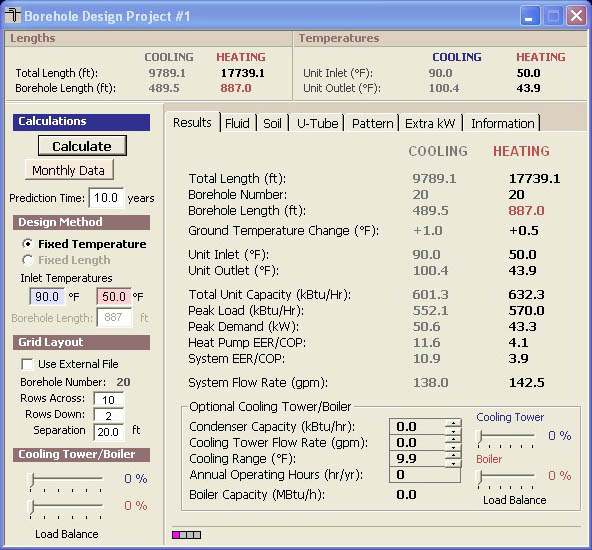 Borehole Design Project #1
Lengths
COOLING HEATING
Total Length (ft): 9789.1 17739.1
Borehole Length (ft): 489.5 887.0
Temperatures
COOLING HEATING
Unit Inlet (°F): 90.0 50.0
Unit Outlet (°F): 100.4 43.9
Calculations
Calculate
Monthly Data
Prediction Time: 10.0 years
Design Method
Fixed Temperature
Fixed Length
Inlet Temperatures
90.0 °F 50.0 °F
Borehole Length: 887 ft
Grid Layout
Use External File
Borehole Number: 20
Rows Across: 10
Rows Down: 2
Separation 20.0 ft
Cooling Tower/Boiler
0 %
0 %
Load Balance
Results Fluid Soil U-Tube Pattern Extra kW Information
COOLING HEATING
Total Length (ft): 9789.1 17739.1
Borehole Number: 20 20
Borehole Length (ft): 489.5 887.0
Ground Temperature Change (°F): +1.0 +0.5
Unit Inlet (°F): 90.0 50.0
Unit Outlet (°F): 100.4 43.9
Total Unit Capacity (kBtu/Hr): 601.3 632.3
Peak Load (kBtu/Hr): 552.1 570.0
Peak Demand (kW): 50.6 43.3
Heat Pump EER/COP: 11.6 4.1
System EER/COP: 10.9 3.9
System Flow Rate (gpm): 138.0 142.5
Optional Cooling Tower/Boiler
Condenser Capacity (kBtu/hr): 0.0
Cooling Tower Flow Rate (gpm): 0.0
Cooling Range (°F): 9.9
Annual Operating Hours (hr/yr): 0
Boiler Capacity (MBtu/h): 0.0
Cooling Tower
0 %
Boiler
0 %
Load Balance